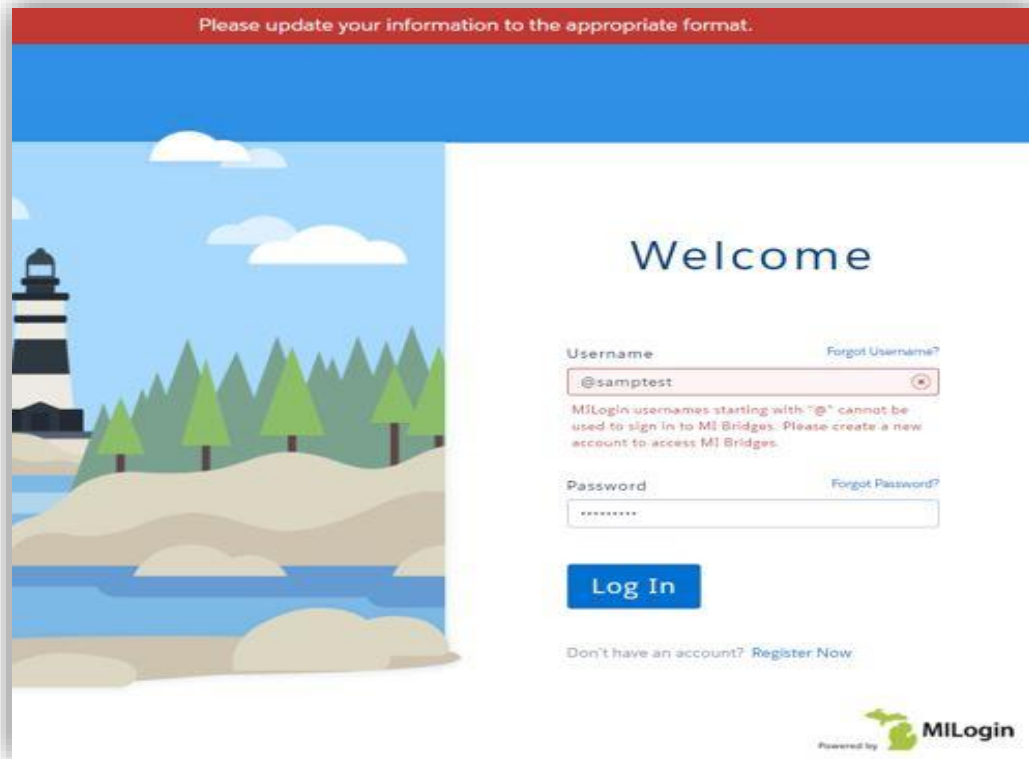 Please update your information to the appropriate format.
Welcome
Username
Forgot Username?
@samptest
MILogin usernames starting with "@" cannot be
used to sign in to MI Bridges. Please create a new
account to access MI Bridges.
Password
Forgot Password?
•••••••••
Log In
Don't have an account? Register Now
Powered by MILogin